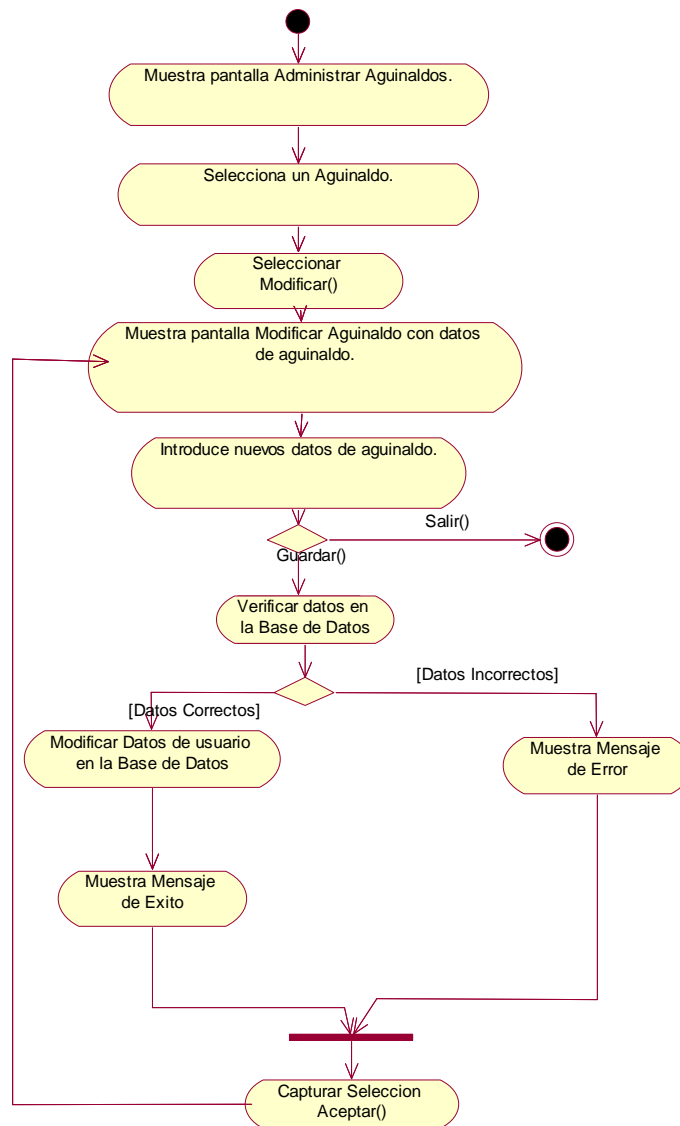 Muestra pantalla Administrar Aguinaldos.
Selecciona un Aguinaldo.
Seleccionar
Modificar()
Muestra pantalla Modificar Aguinaldo con datos
de aguinaldo.
Introduce nuevos datos de aguinaldo.
Salir()
Guardar()
Verificar datos en
la Base de Datos
[Datos Incorrectos]
[Datos Correctos]
Modificar Datos de usuario
en la Base de Datos
Muestra Mensaje
de Error
Muestra Mensaje
de Exito
Capturar Seleccion
Aceptar()